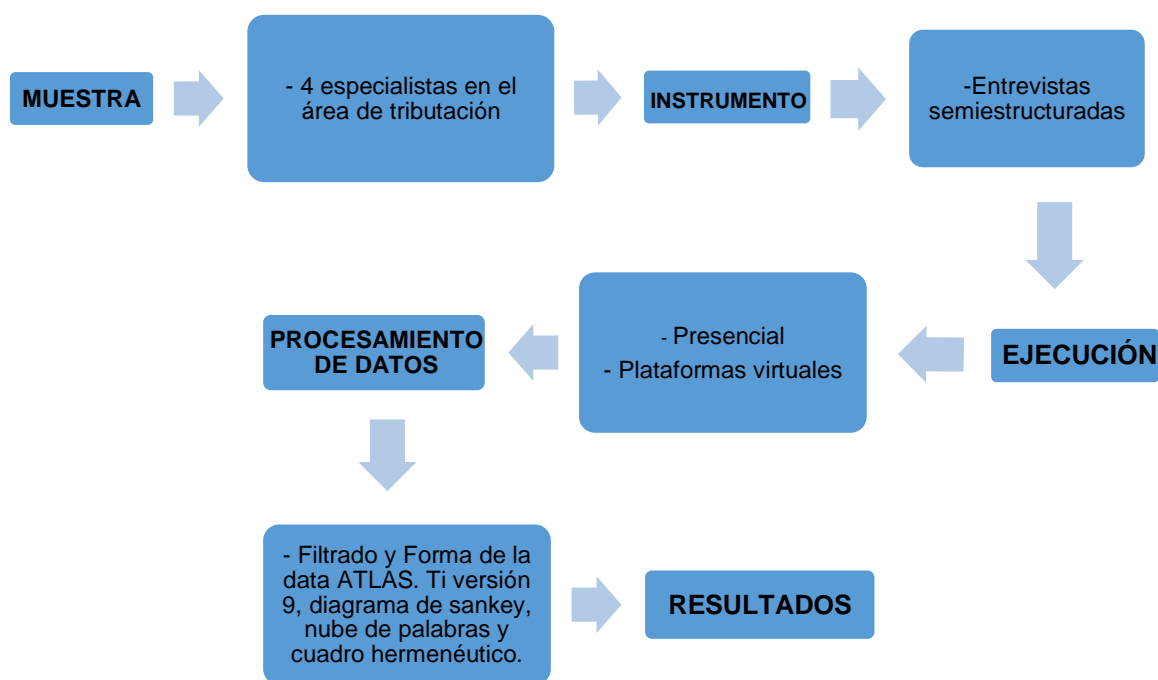 MUESTRA
- 4 especialistas en el
área de tributación
INSTRUMENTO
-Entrevistas
semiestructuradas
EJECUCIÓN
- Presencial
- Plataformas virtuales
PROCESAMIENTO
DE DATOS
- Filtrado y Forma de la
data ATLAS. Ti versión
9, diagrama de sankey,
nube de palabras y
cuadro hermenéutico.
RESULTADOS